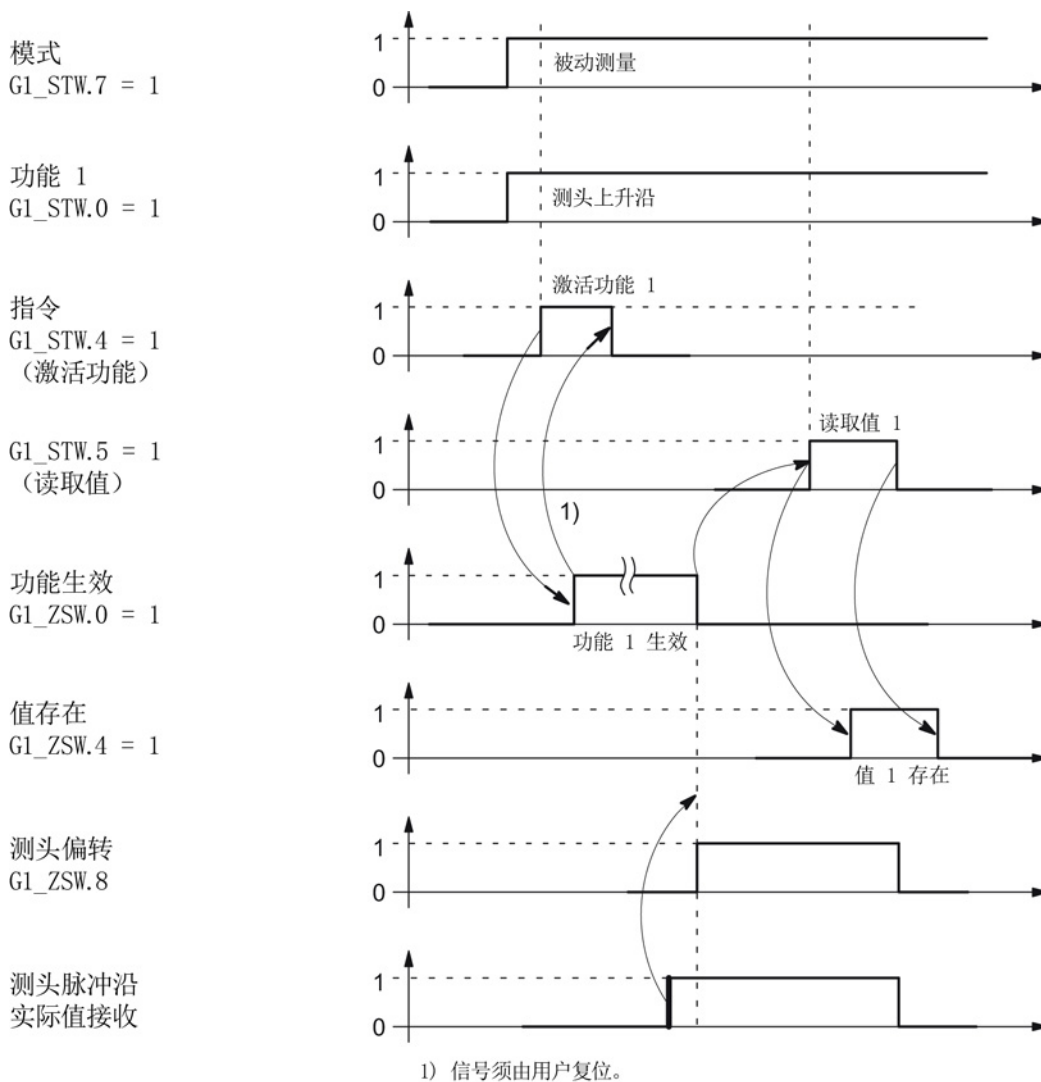 模式
G1_STW.7 = 1
1
0
被动测量
功能 1
G1_STW.0 = 1
1
0
测头上升沿
指令
G1_STW.4 = 1
（激活功能）
1
0
激活功能 1
G1_STW.5 = 1
（读取值）
1
0
读取值 1
1)
功能生效
G1_ZSW.0 = 1
1
0
功能 1 生效
值存在
G1_ZSW.4 = 1
1
0
值 1 存在
测头偏转
G1_ZSW.8
1
0
测头脉冲沿
实际值接收
1
0
1) 信号须由用户复位。